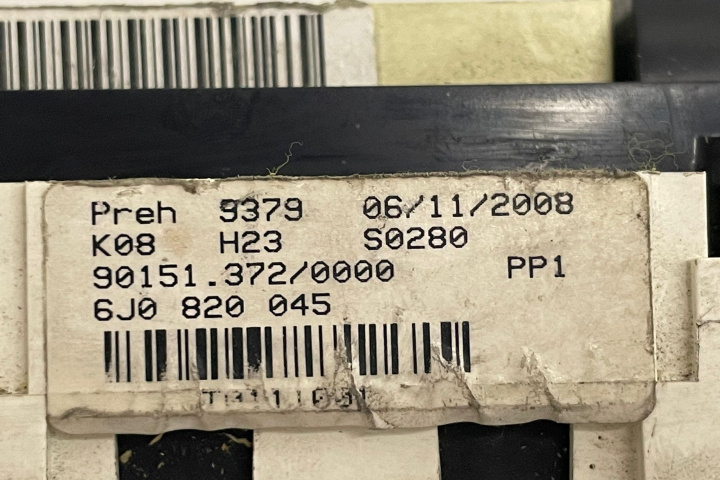 Preh 9379 06/11/2008
K08 H23 S0280
90151.372/0000 PP1
6J0 820 045